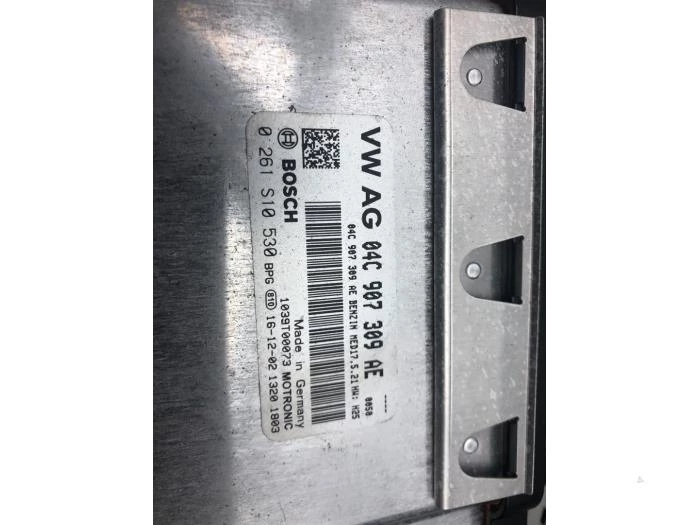 VW AG 04C 907 309 AE ----
04C 907 309 AE BENZIN MED17.5.21 HW: H25 0050
Made in Germany
1039T00073 MOTRONIC
BOSCH
0 261 S10 530 BPG 810 16-12-02 1320 1803